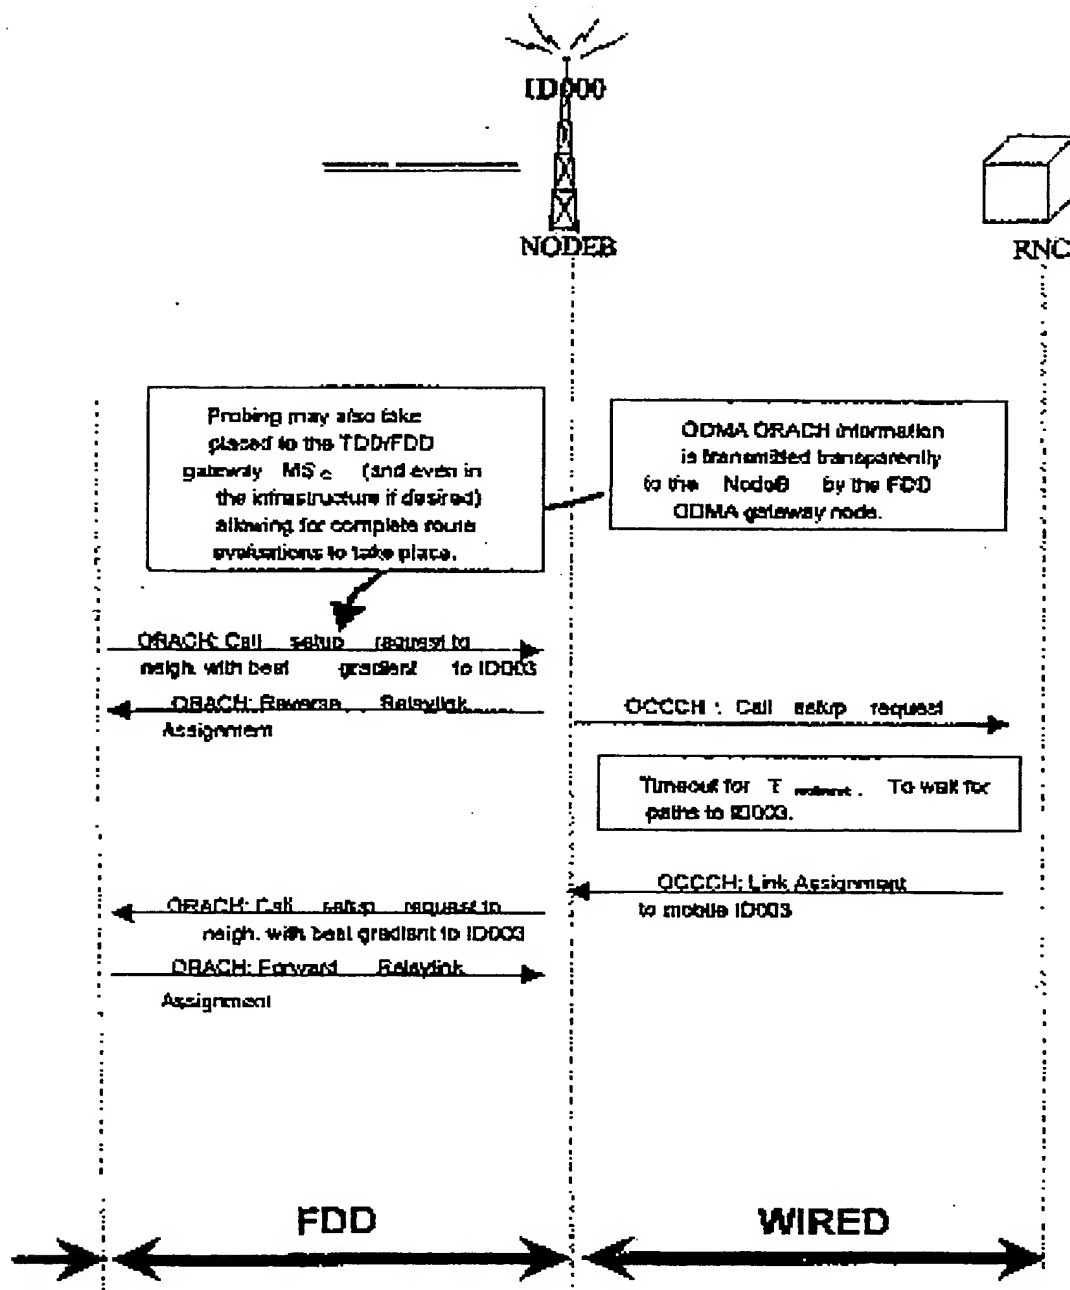 ID000
NODEB
RNC
Probing may also take
placed to the TDD/FDD
gateway MS (and even in
the infrastructure if desired)
allowing for complete route
evaluations to take place.
ODMA ORACH information
is transmitted transparently
to the NodeB by the FDD
ODMA gateway node.
ORACH: Call setup request to
neigh. with best gradient to ID003
ORACH: Reverse Relaylink
Assignment
OCCCH : Call setup request
Timeout for T . To wait for
paths to ID003.
OCCCH: Link Assignment
to mobile ID003
ORACH: Call setup request to
neigh. with best gradient to ID003
ORACH: Forward Relaylink
Assignment
FDD
WIRED